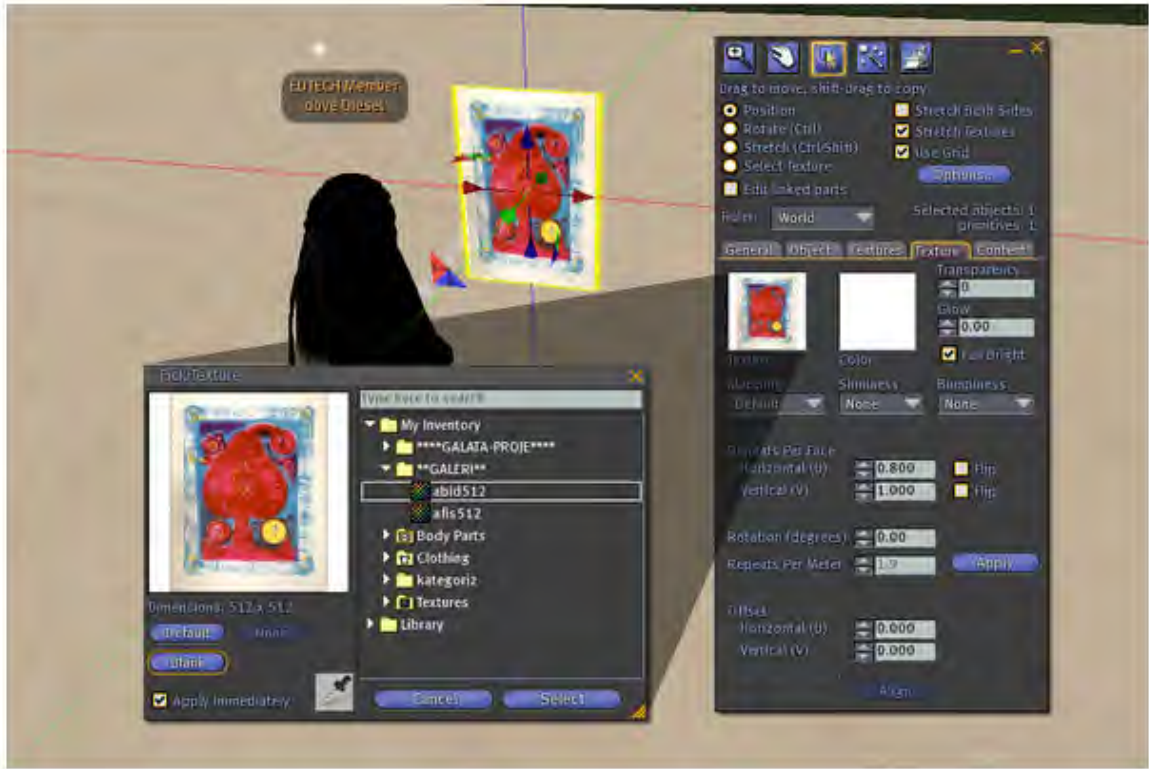 EDTECH Member
Drag to move, shift-drag to copy
Position
Rotate (Ctrl)
Stretch (Ctrl/Shift)
Select Texture
Edit linked parts
Stretch Both Sides
Stretch Textures
Use Grid
Options...
Ruler: World
Selected objects: 1
primitives: 1
General Object Textures Texture Content
Transparency
0
Glow
0.00
Full Bright
Texture
Color
Mapping
Shininess
Bumpiness
Default
None
None
Repeats Per Face
Horizontal (U) 0.800 Flip
Vertical (V) 1.000 Flip
Rotation (degrees) 0.00
Repeats Per Meter 1.9 Apply
Offset
Horizontal (U) 0.000
Vertical (V) 0.000
Align
Pick: Texture
Type here to search
My Inventory
****GALATA-PROJE****
**GALERI**
abid512
afis512
Body Parts
Clothing
kategoriz
Textures
Library
Dimensions: 512 x 512
Default None
Blank
Apply Immediately
Cancel Select